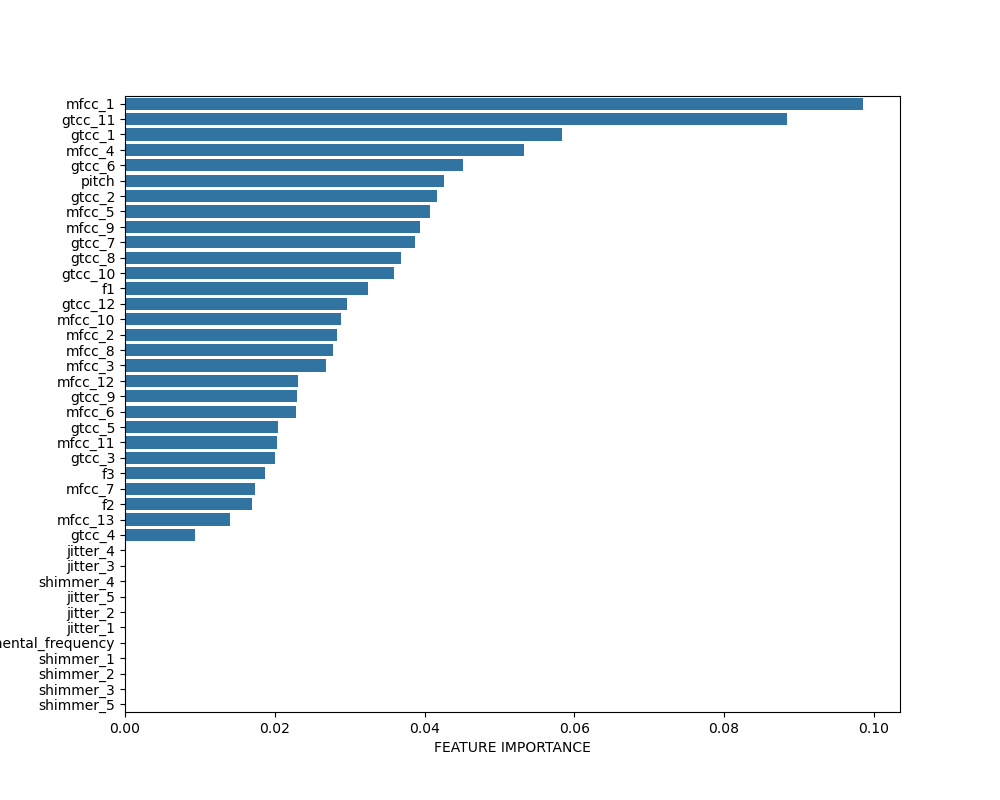 mfcc_1
gtcc_11
gtcc_1
mfcc_4
gtcc_6
pitch
gtcc_2
mfcc_5
mfcc_9
gtcc_7
gtcc_8
gtcc_10
f1
gtcc_12
mfcc_10
mfcc_2
mfcc_8
mfcc_3
mfcc_12
gtcc_9
mfcc_6
gtcc_5
mfcc_11
gtcc_3
f3
mfcc_7
f2
mfcc_13
gtcc_4
jitter_4
jitter_3
shimmer_4
jitter_5
jitter_2
jitter_1
ental_frequency
shimmer_1
shimmer_2
shimmer_3
shimmer_5
0.00 0.02 0.04 0.06 0.08 0.10
FEATURE IMPORTANCE